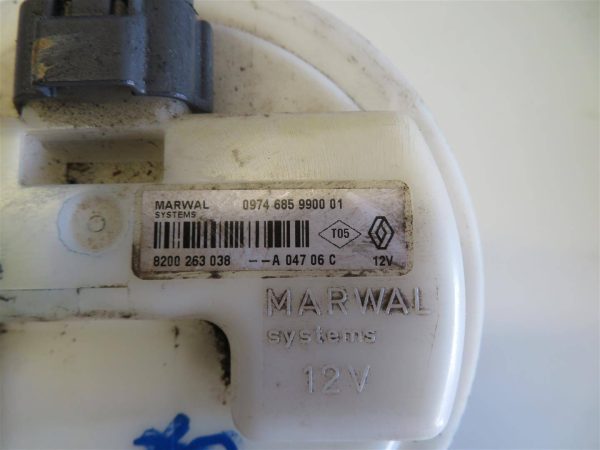 MARWAL 0974 685 9900 01
SYSTEMS
T05
8200 263 038 --A 047 06 C 12V
MARWAL
systems
12V